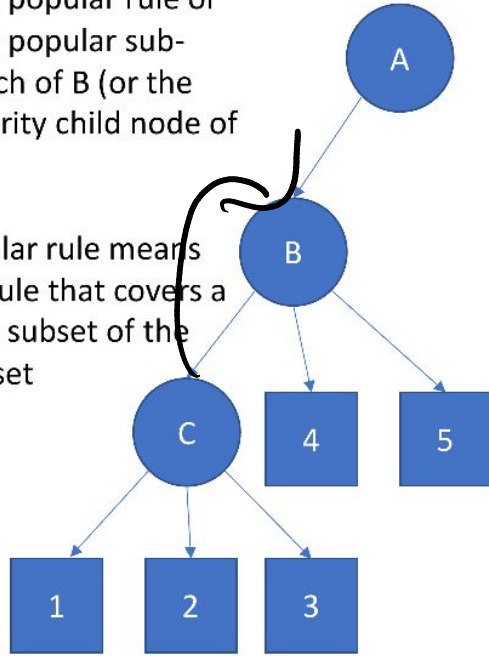 popular rule of
popular sub-
ch of B (or the
rity child node of
lar rule means
ule that covers a
subset of the
set
A
B
C
4
5
1
2
3